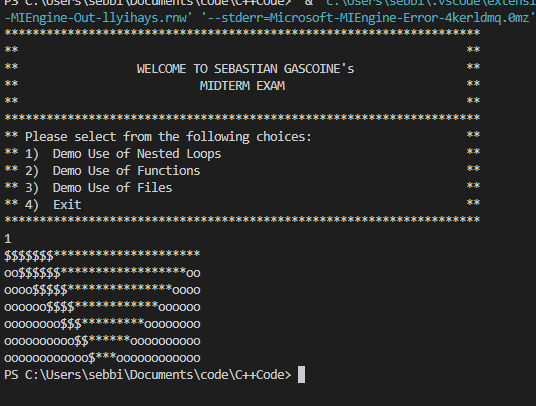 PS C:\Users\sebbi\Documents\code\C++Code>  & 'c:\Users\sebbi\.vscode\extensi
-MIEngine-Out-llyihays.rnw' '--stderr=Microsoft-MIEngine-Error-4kerldmq.0mz'
********************************************************************
**                                                                **
**                 WELCOME TO SEBASTIAN GASCOINE's                **
**                          MIDTERM EXAM                          **
**                                                                **
********************************************************************
** Please select from the following choices:                      **
** 1)  Demo Use of Nested Loops                                   **
** 2)  Demo Use of Functions                                      **
** 3)  Demo Use of Files                                          **
** 4)  Exit                                                       **
********************************************************************
1
$$$$$$$*********************
oo$$$$$$******************oo
oooo$$$$$***************oooo
oooooo$$$$************oooooo
oooooooo$$$*********oooooooo
oooooooooo$$******oooooooooo
oooooooooooo$***oooooooooooo
PS C:\Users\sebbi\Documents\code\C++Code>